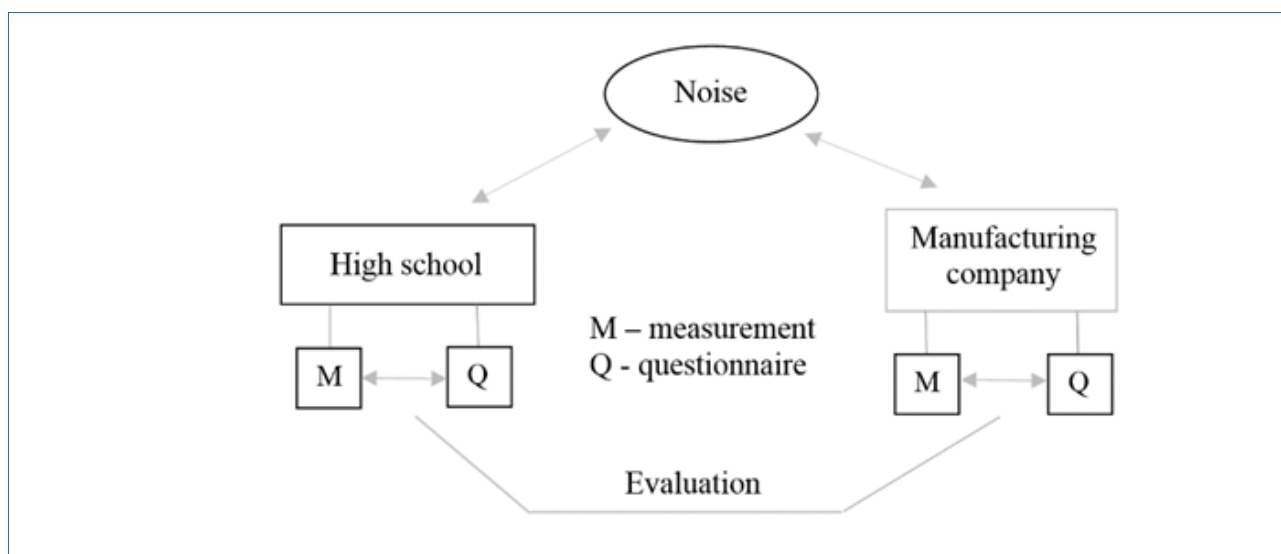 Noise
High school
Manufacturing
company
M – measurement
Q - questionnaire
M
Q
M
Q
Evaluation